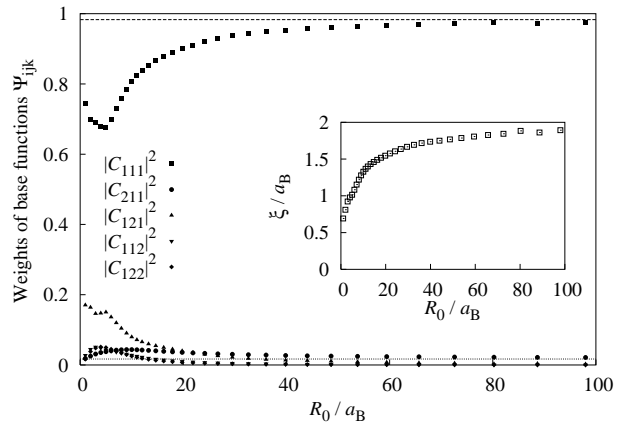 1
0.8
0.6
0.4
0.2
0
Weights of base functions Ψijk
|C111|²
|C211|²
|C121|²
|C112|²
|C122|²
0 20 40 60 80 100
R0 / aB
2
1.5
1
0.5
0
ξ / aB
0 20 40 60 80 100
R0 / aB